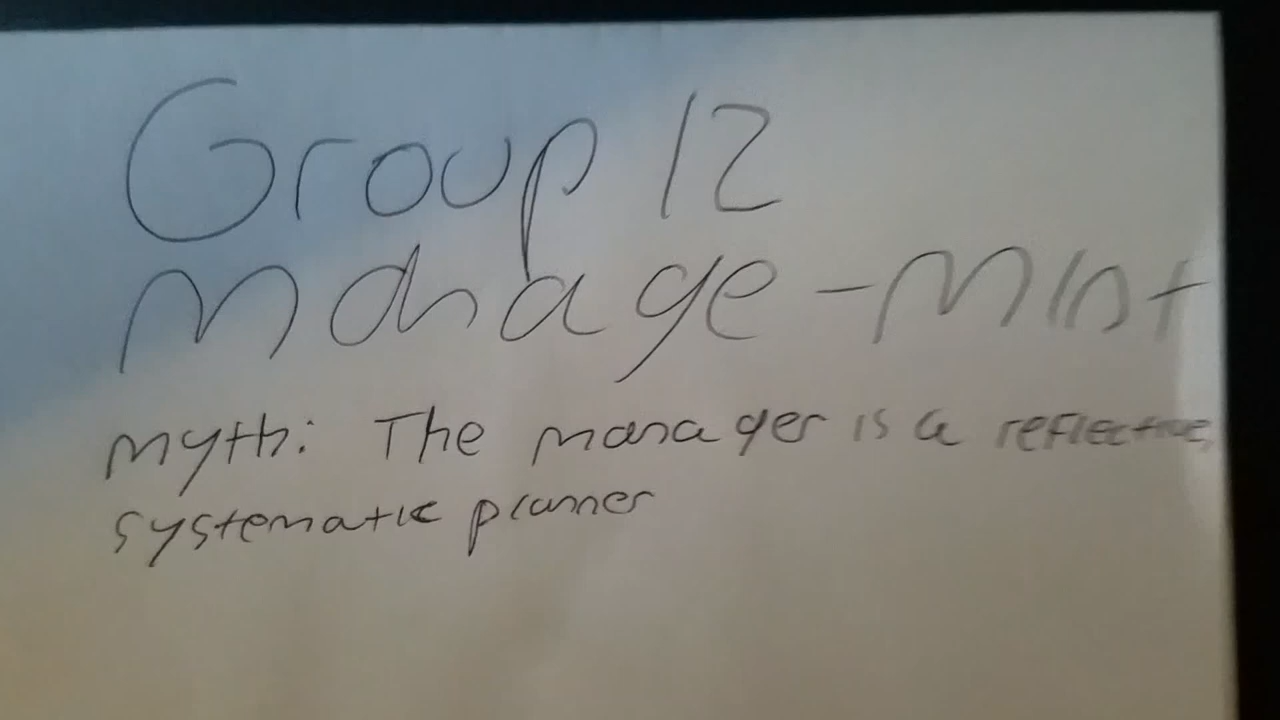 Group 12
Manage-Mint
Myth: The manager is a reflective,
systematic planner